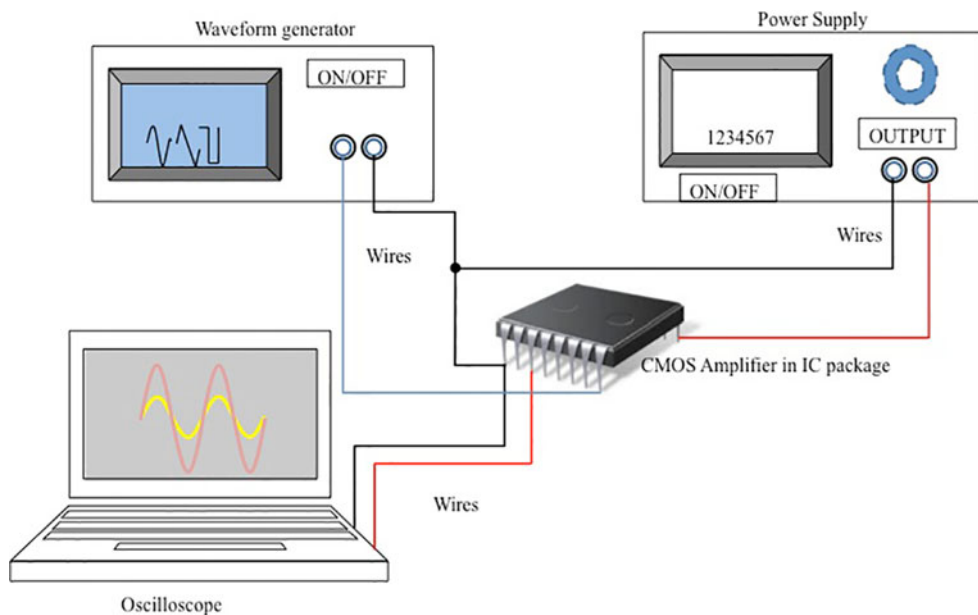 Waveform generator
Power Supply
ON/OFF
1234567
OUTPUT
ON/OFF
Wires
Wires
CMOS Amplifier in IC package
Wires
Oscilloscope